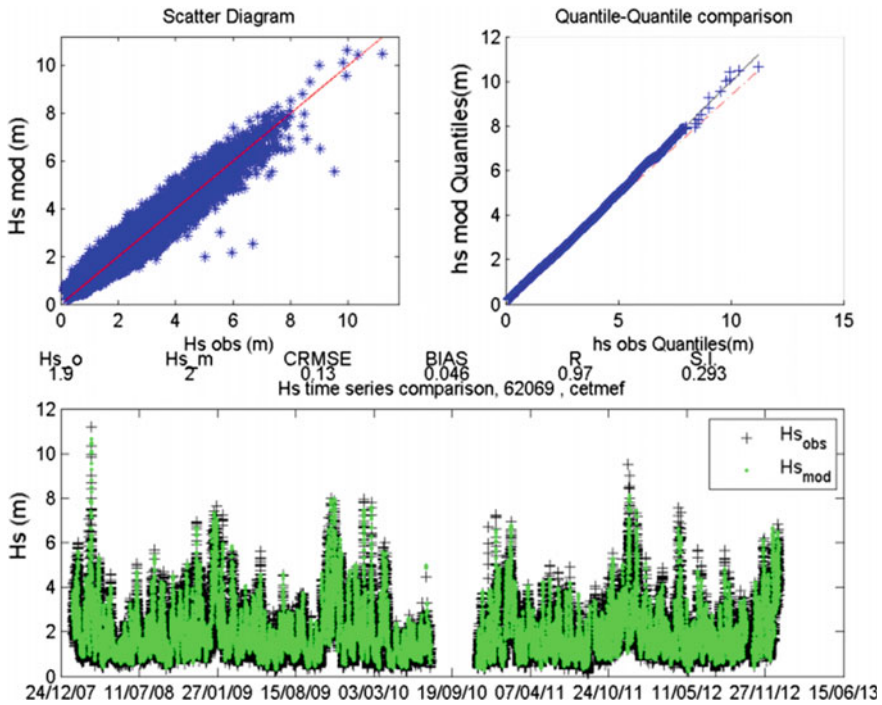 Scatter Diagram
Hs mod (m)
10
8
6
4
2
0
0 2 4 6 8 10
Hs obs (m)
Quantile-Quantile comparison
hs mod Quantiles(m)
12
10
8
6
4
2
0
0 5 10 15
hs obs Quantiles(m)
Hs_o Hs_m CRMSE BIAS R S.I.
1.9 2 0,13 0.046 0.97 0.293
Hs time series comparison, 62069 , cetmef
Hs (m)
12
10
8
6
4
2
0
Hs obs
Hs mod
24/12/07 11/07/08 27/01/09 15/08/09 03/03/10 19/09/10 07/04/11 24/10/11 11/05/12 27/11/12 15/06/13